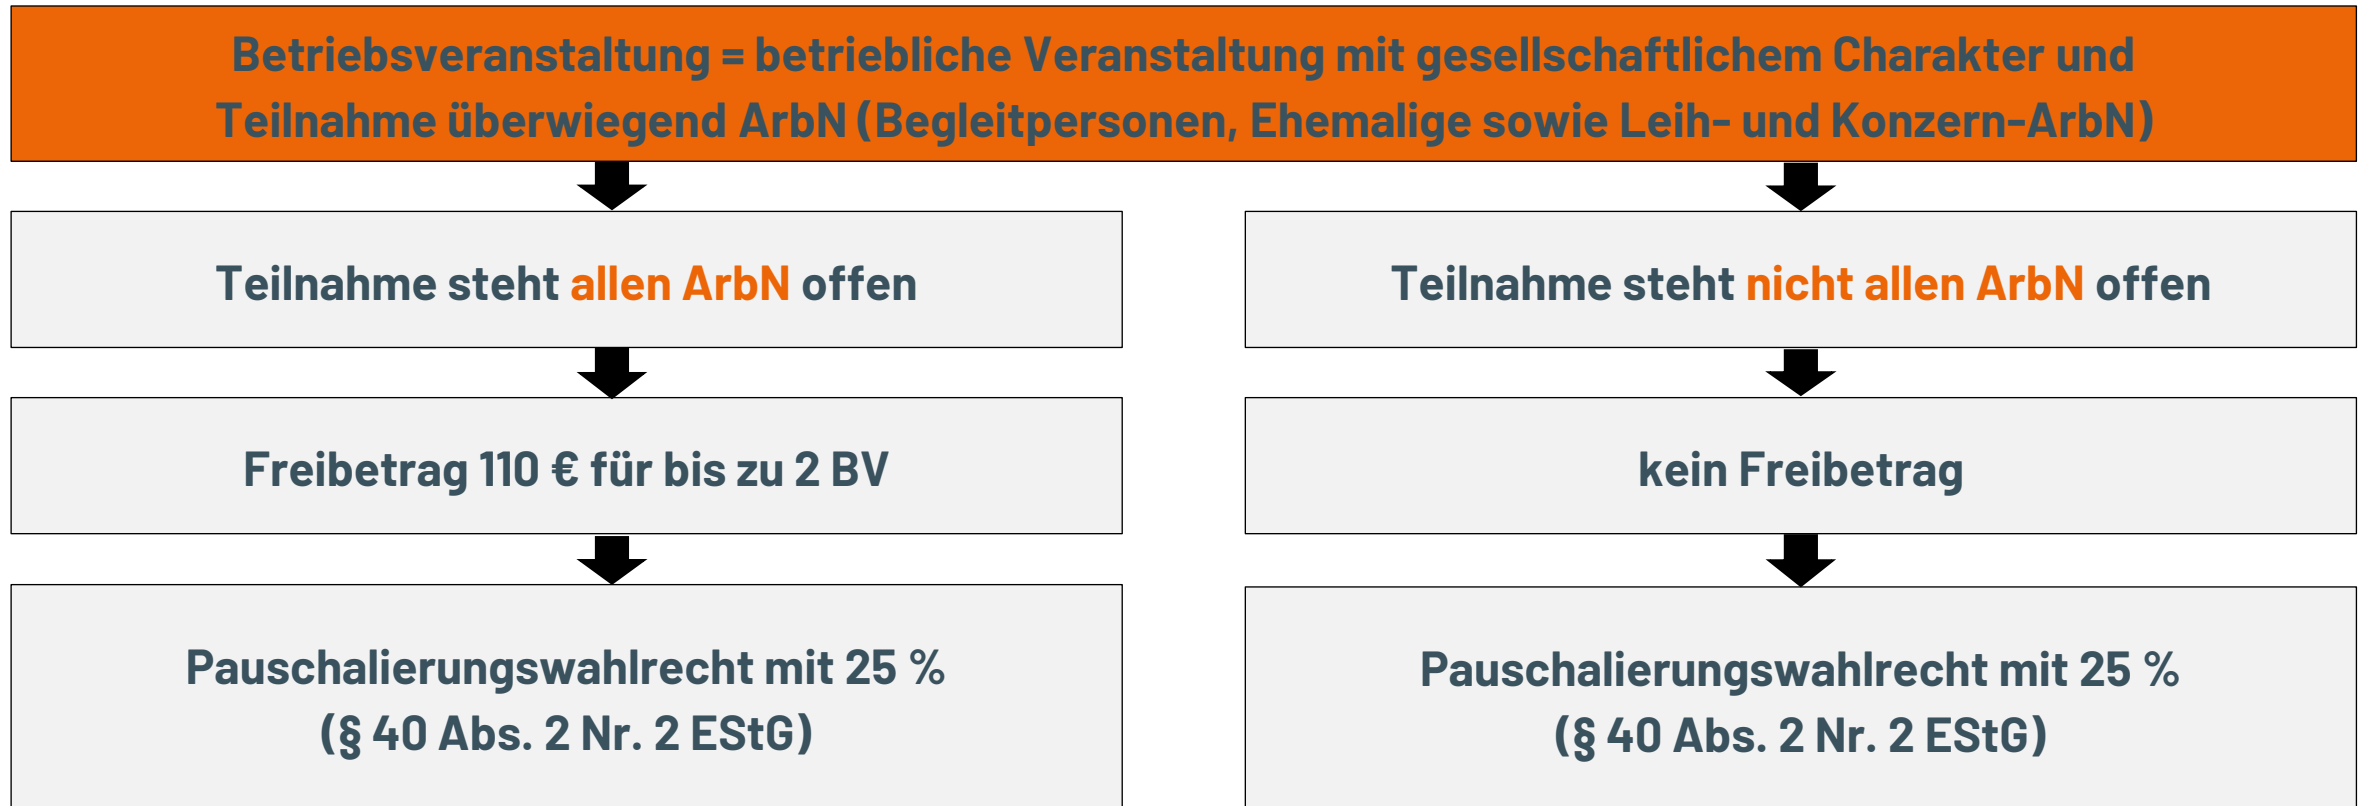 Betriebsveranstaltung = betriebliche Veranstaltung mit gesellschaftlichem Charakter und
Teilnahme überwiegend ArbN (Begleitpersonen, Ehemalige sowie Leih- und Konzern-ArbN)
Teilnahme steht allen ArbN offen
Teilnahme steht nicht allen ArbN offen
Freibetrag 110 € für bis zu 2 BV
kein Freibetrag
Pauschalierungswahlrecht mit 25 %
(§ 40 Abs. 2 Nr. 2 EStG)
Pauschalierungswahlrecht mit 25 %
(§ 40 Abs. 2 Nr. 2 EStG)